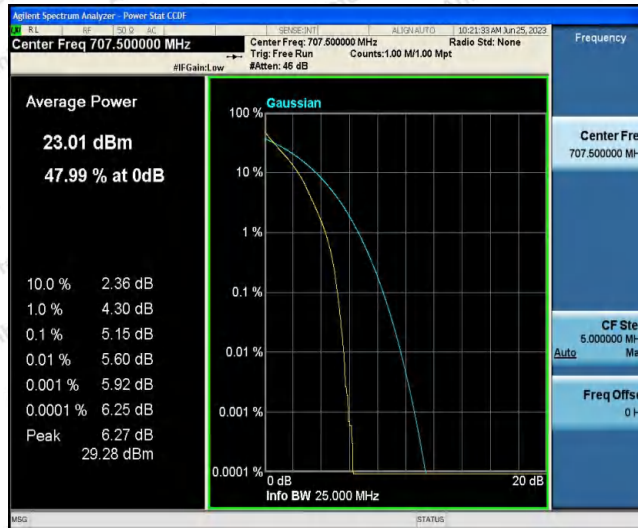 Agilent Spectrum Analyzer - Power Stat CCDF
RL RF 50 Ω AC SENSE:INT ALIGN AUTO 10:21:33 AM Jun 25, 2023
Center Freq 707.500000 MHz
Center Freq: 707.500000 MHz Radio Std: None
Trig: Free Run Counts:1.00 M/1.00 Mpt
#IFGain:Low #Atten: 46 dB
Frequency
Average Power
23.01 dBm
47.99 % at 0dB
10.0 % 2.36 dB
1.0 % 4.30 dB
0.1 % 5.15 dB
0.01 % 5.60 dB
0.001 % 5.92 dB
0.0001 % 6.25 dB
Peak 6.27 dB
29.28 dBm
Gaussian
100 %
10 %
1 %
0.1 %
0.01 %
0.001 %
0.0001 %
0 dB 20 dB
Info BW 25.000 MHz
Center Fre
707.500000 MH
CF Ste
5.000000 MH
Auto Ma
Freq Offse
0 H
MSG STATUS